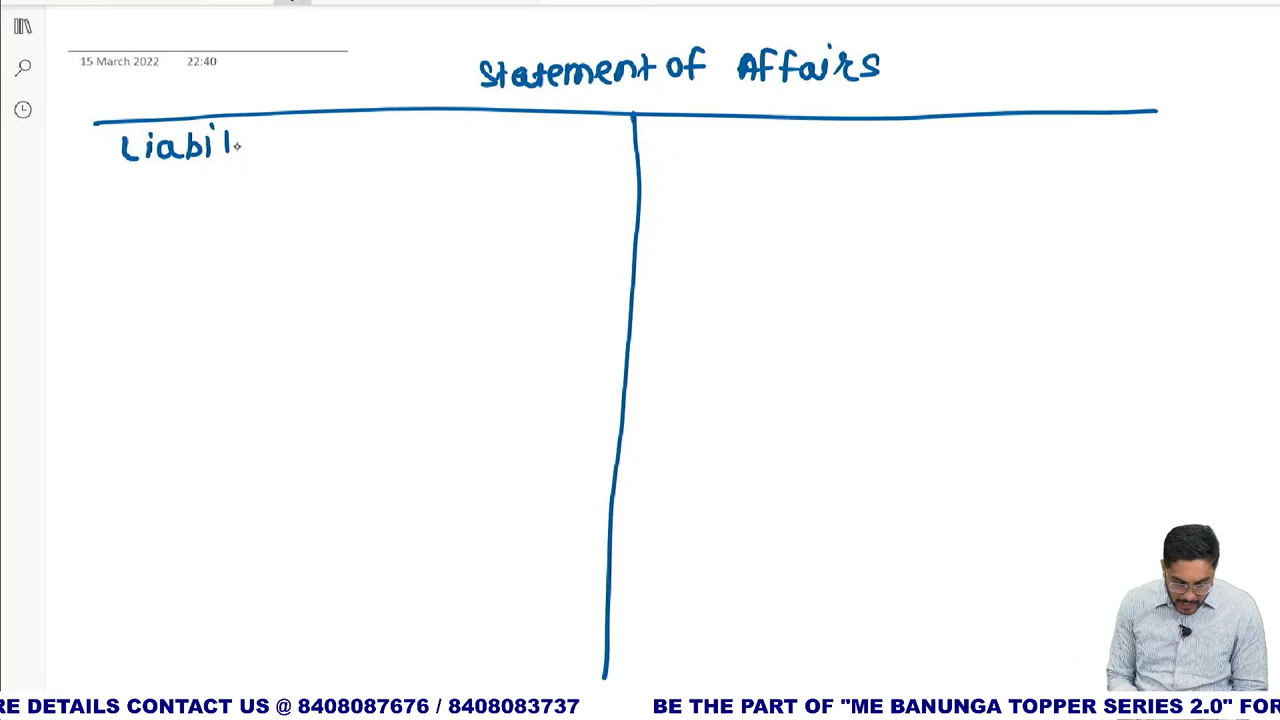 Statement of Affairs
15 March 2022 22:40
Liabil
RE DETAILS CONTACT US @ 8408087676 / 8408083737 BE THE PART OF "ME BANUNGA TOPPER SERIES 2.0" FOR